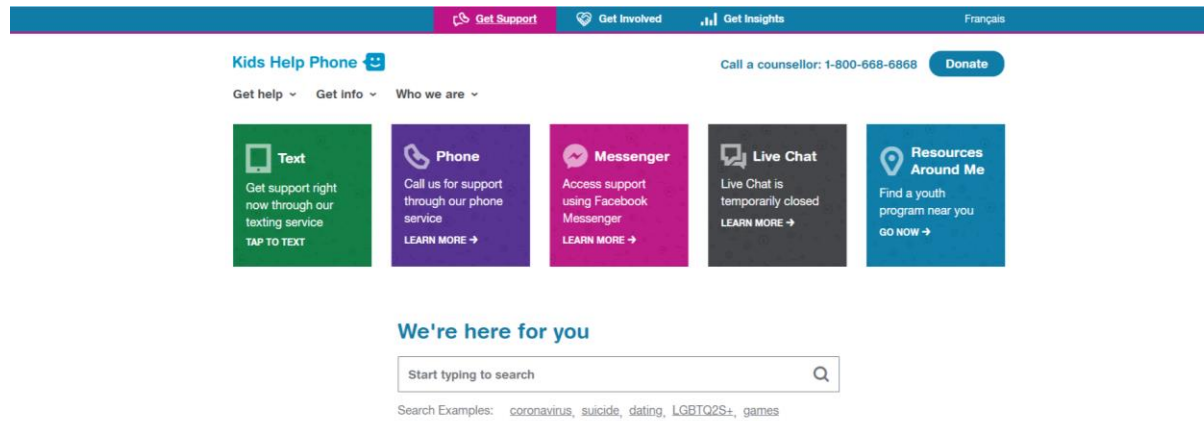 Get Support Get Involved Get Insights Français
Kids Help Phone Call a counsellor: 1-800-668-6868 Donate
Get help Get info Who we are
Text
Get support right
now through our
texting service
TAP TO TEXT
Phone
Call us for support
through our phone
service
LEARN MORE →
Messenger
Access support
using Facebook
Messenger
LEARN MORE →
Live Chat
Live Chat is
temporarily closed
LEARN MORE →
Resources
Around Me
Find a youth
program near you
GO NOW →
We're here for you
Start typing to search
Search Examples: coronavirus, suicide, dating, LGBTQ2S+, games